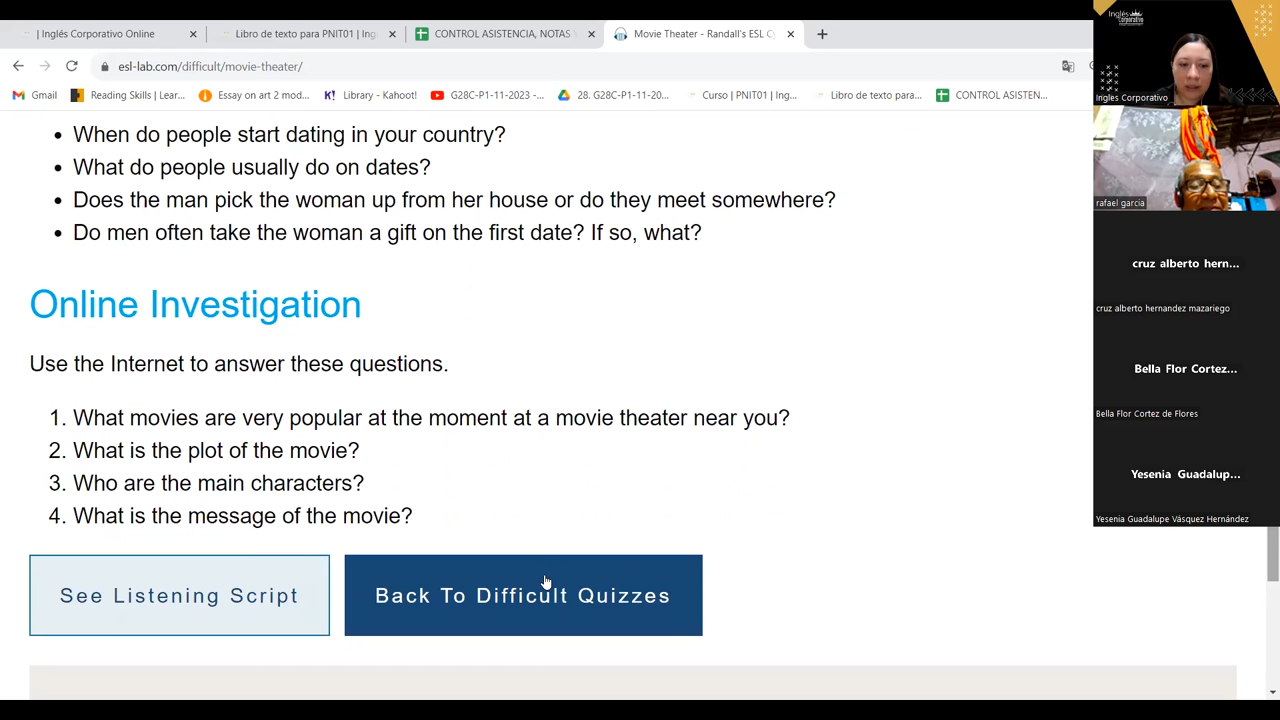 | Inglés Corporativo Online
Libro de texto para PNIT01 | Ing
CONTROL ASISTENCIA, NOTAS Y
Movie Theater - Randall's ESL Cy
esl-lab.com/difficult/movie-theater/
Gmail
Reading Skills | Lear...
Essay on art 2 mod...
Library - Kahoot!
G28C-P1-11-2023 -...
28. G28C-P1-11-20...
Curso | PNIT01 | Ing...
Libro de texto para...
CONTROL ASISTEN...
• When do people start dating in your country?
• What do people usually do on dates?
• Does the man pick the woman up from her house or do they meet somewhere?
• Do men often take the woman a gift on the first date? If so, what?
Online Investigation
Use the Internet to answer these questions.
1. What movies are very popular at the moment at a movie theater near you?
2. What is the plot of the movie?
3. Who are the main characters?
4. What is the message of the movie?
See Listening Script
Back To Difficult Quizzes
Inglés
Corporativo
Ingles Corporativo
rafael garcia
cruz alberto hern...
cruz alberto hernandez mazariego
Bella Flor Cortez...
Bella Flor Cortez de Flores
Yesenia Guadalup...
Yesenia Guadalupe Vásquez Hernández